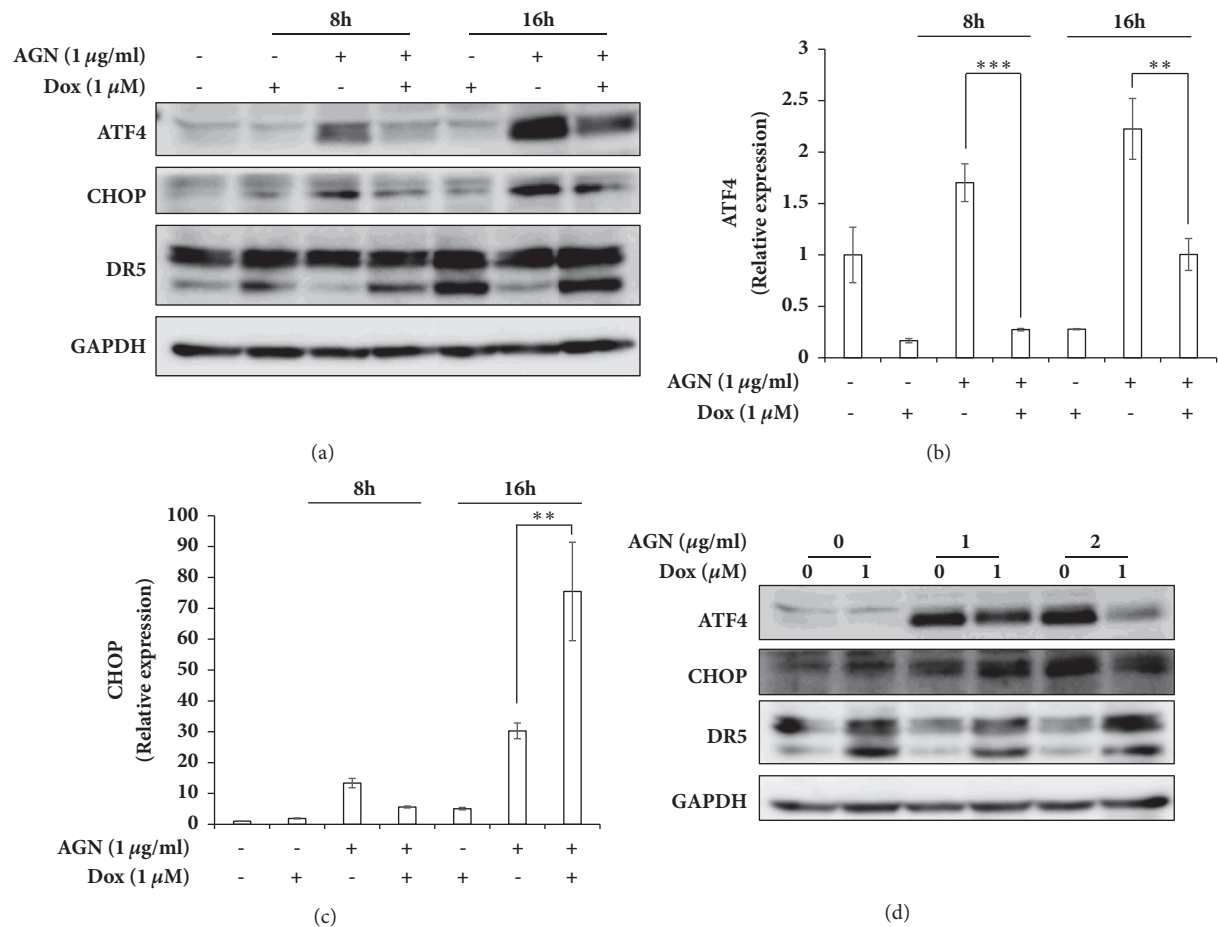 8h 16h
AGN (1 μg/ml) - - + + - + +
Dox (1 μM) - + - + + - +
ATF4
CHOP
DR5
GAPDH
(a)
8h 16h
*** **
3
2.5
2
1.5
1
0.5
0
ATF4
(Relative expression)
AGN (1 μg/ml) - - + + - + +
Dox (1 μM) - + - + + - +
(b)
8h 16h
**
100
90
80
70
60
50
40
30
20
10
0
CHOP
(Relative expression)
AGN (1 μg/ml) - - + + - + +
Dox (1 μM) - + - + + - +
(c)
AGN (μg/ml) 0 1 2
Dox (μM) 0 1 0 1 0 1
ATF4
CHOP
DR5
GAPDH
(d)